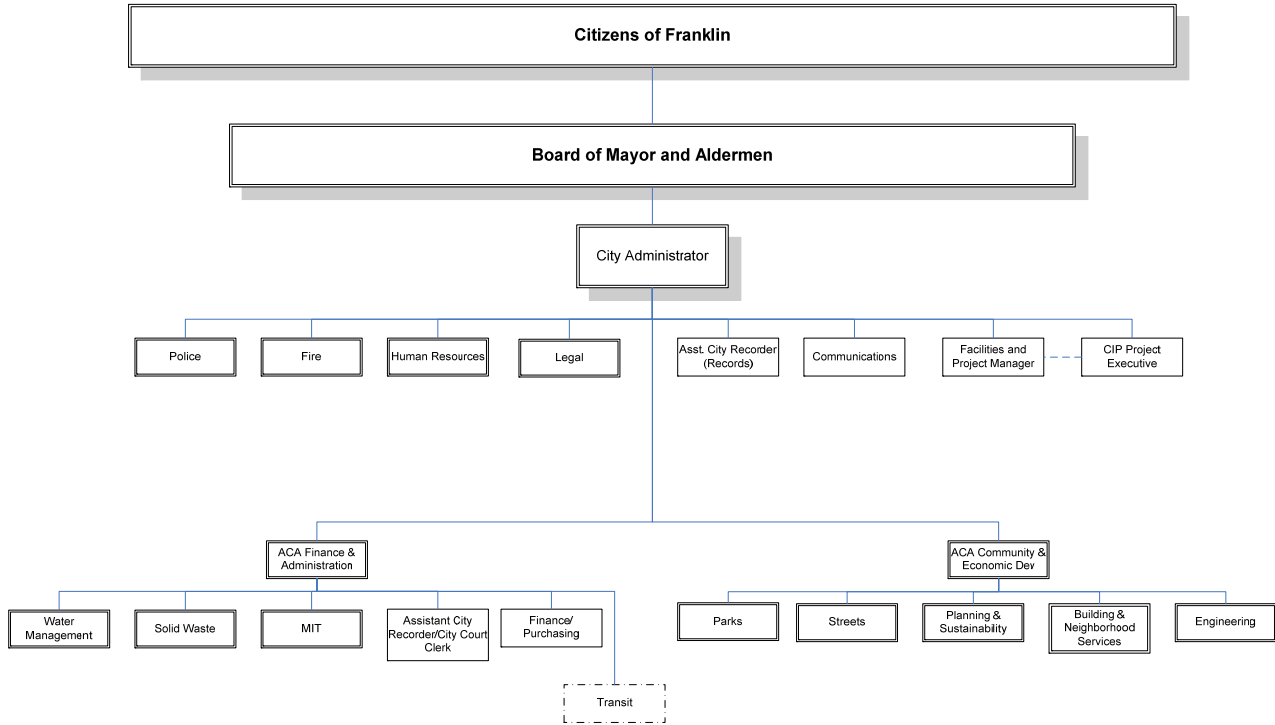 Citizens of Franklin
Board of Mayor and Aldermen
City Administrator
Police
Fire
Human Resources
Legal
Asst. City Recorder
(Records)
Communications
Facilities and
Project Manager
CIP Project
Executive
ACA Finance &
Administration
ACA Community &
Economic Dev
Water
Management
Solid Waste
MIT
Assistant City
Recorder/City Court
Clerk
Finance/
Purchasing
Parks
Streets
Planning &
Sustainability
Building &
Neighborhood
Services
Engineering
Transit